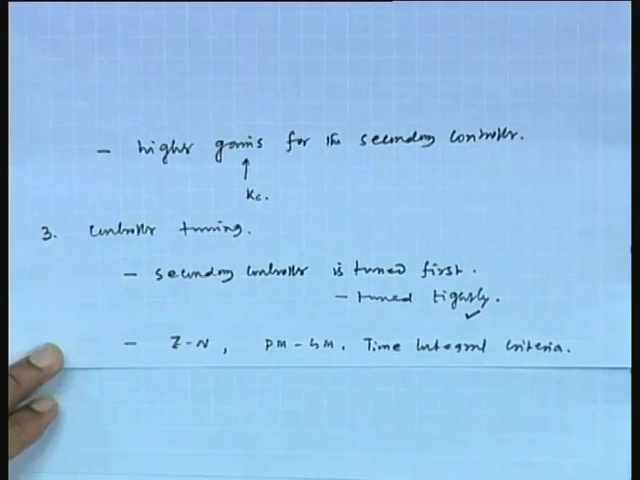 - higher gains for the secondary controller.
Kc.
3. Controller tuning.
- secondary controller is tuned first.
- tuned tightly.
- Z-N, PM-GM. Time Integral Criteria.